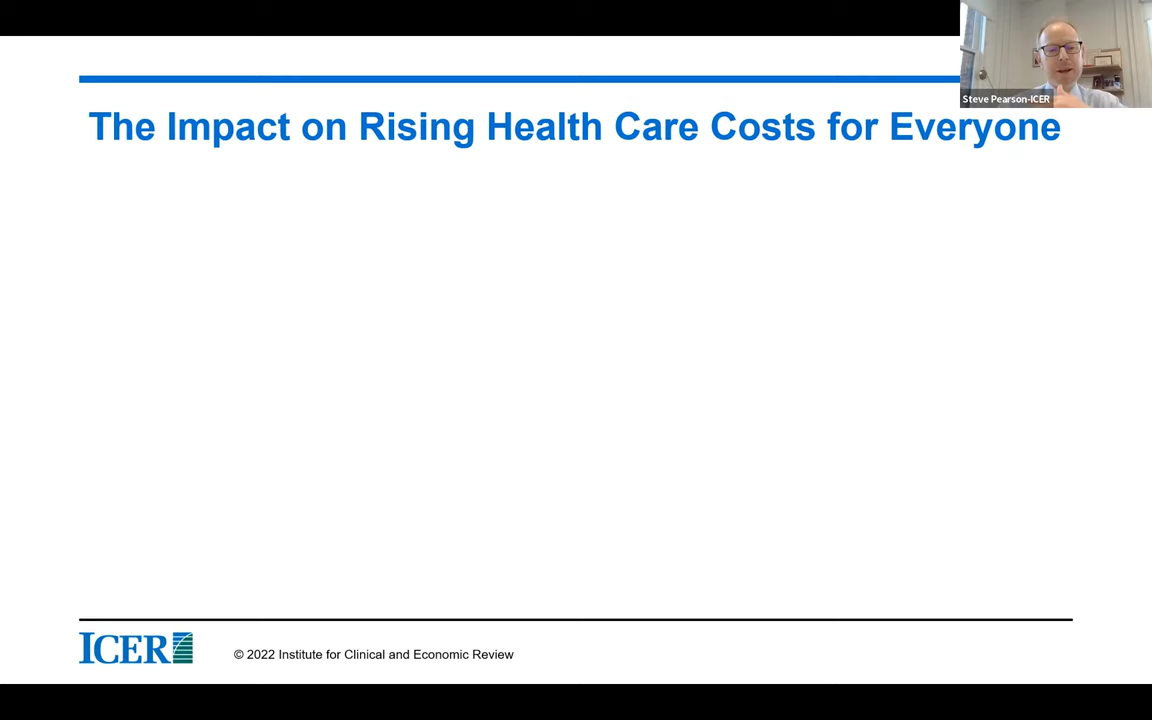 Steve Pearson-ICER
The Impact on Rising Health Care Costs for Everyone
ICER
© 2022 Institute for Clinical and Economic Review